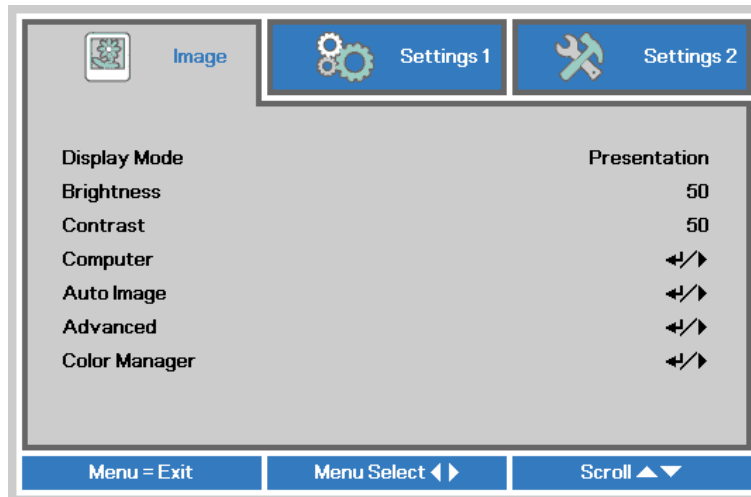 Image Settings 1 Settings 2
Display Mode Presentation
Brightness 50
Contrast 50
Computer ↵/▶
Auto Image ↵/▶
Advanced ↵/▶
Color Manager ↵/▶
Menu = Exit Menu Select ◀ ▶ Scroll ▲▼